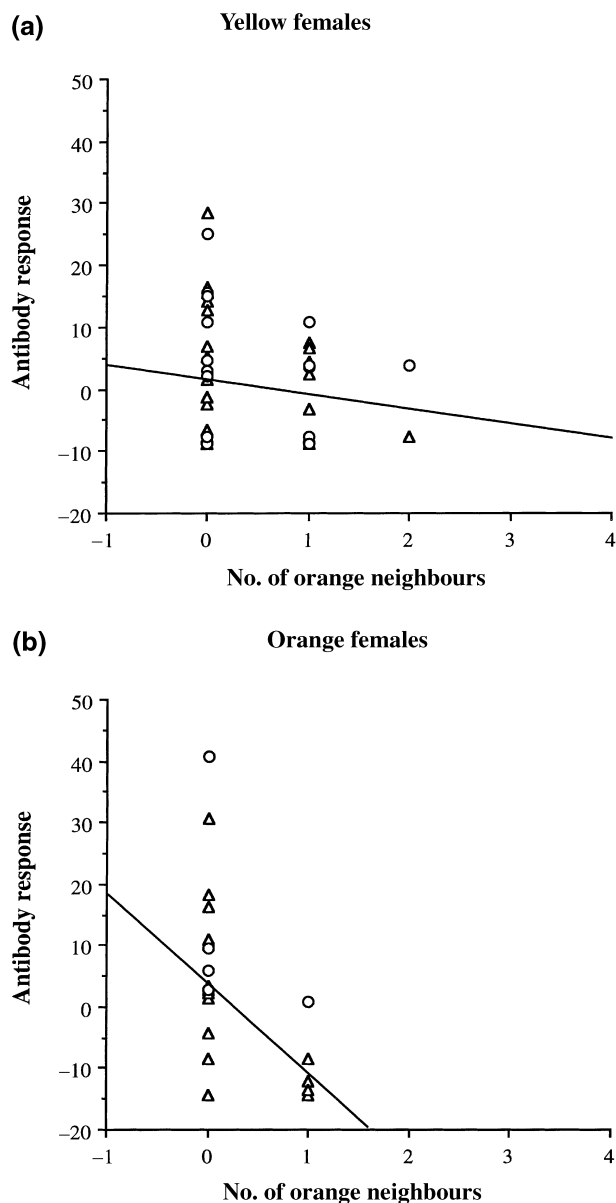 (a)
Yellow females
50
40
30
20
10
0
–10
–20
Antibody response
–1 0 1 2 3 4
No. of orange neighbours
(b)
Orange females
50
40
30
20
10
0
–10
–20
Antibody response
–1 0 1 2 3 4
No. of orange neighbours